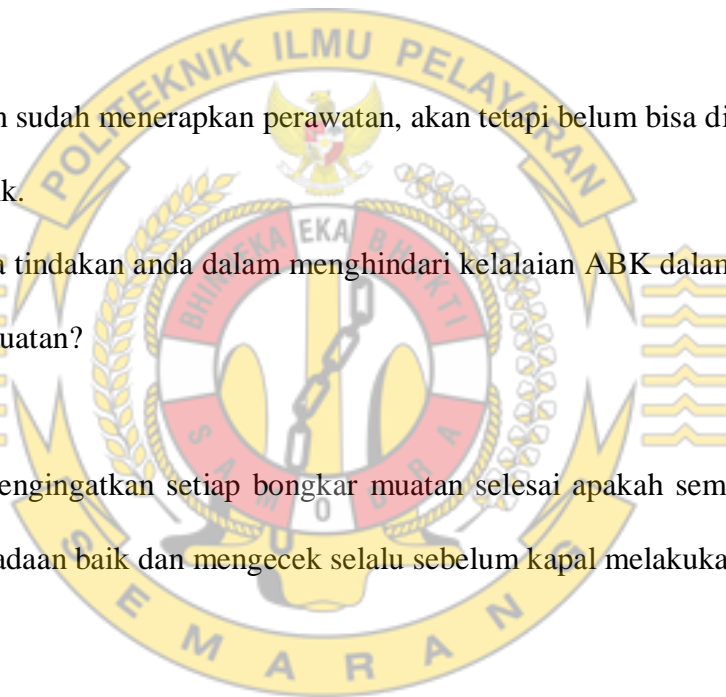 POLITEKNIK ILMU PELAYARAN
n sudah menerapkan perawatan, akan tetapi belum bisa di
k.
EKA
BHINEKA
BHAKTI
a tindakan anda dalam menghindari kelalaian ABK dalam
uatan?
SAMODRA
engingatkan setiap bongkar muatan selesai apakah sem
adaan baik dan mengecek selalu sebelum kapal melakuka
SEMARANG